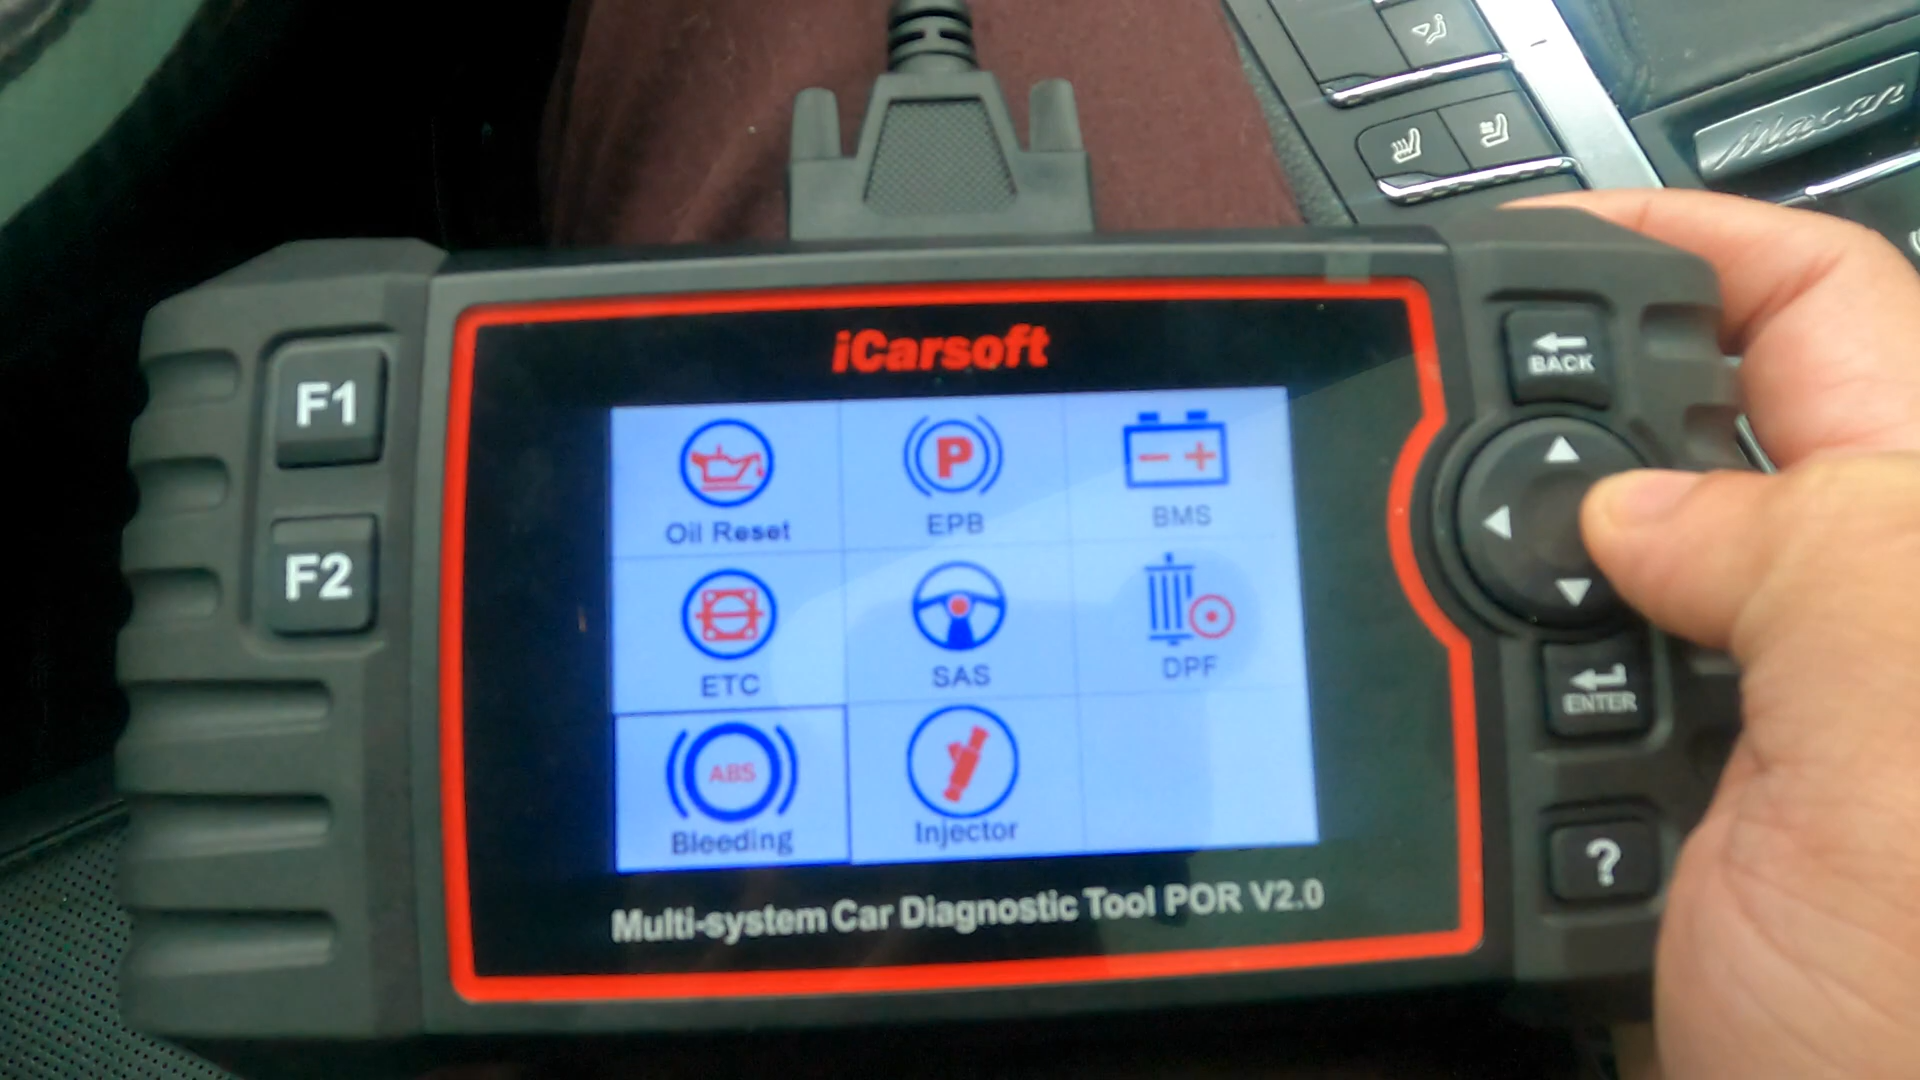 Macan
iCarsoft
F1
F2
BACK
ENTER
?
P
- +
Oil Reset
EPB
BMS
ETC
SAS
DPF
ABS
Bleeding
Injector
Multi-system Car Diagnostic Tool POR V2.0